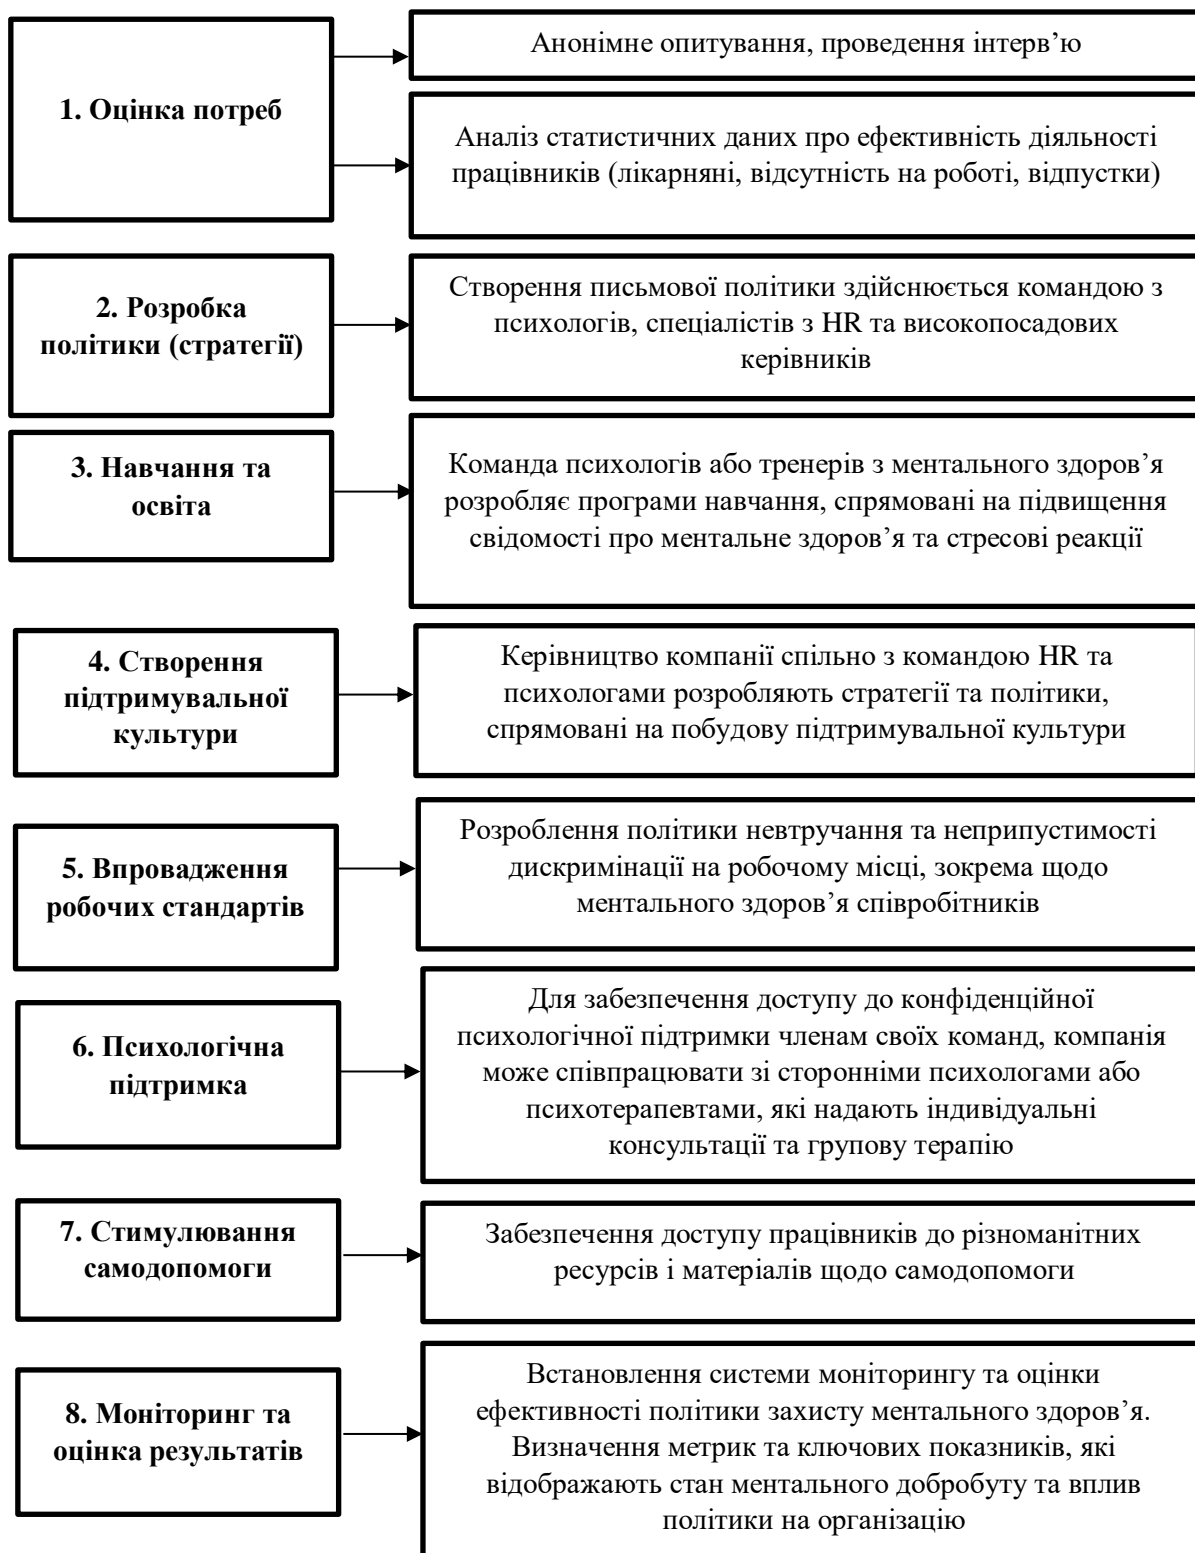 1. Оцінка потреб
Анонімне опитування, проведення інтерв’ю
Аналіз статистичних даних про ефективність діяльності
працівників (лікарняні, відсутність на роботі, відпустки)
2. Розробка
політики (стратегії)
Створення письмової політики здійснюється командою з
психологів, спеціалістів з HR та високопосадових
керівників
3. Навчання та
освіта
Команда психологів або тренерів з ментального здоров’я
розробляє програми навчання, спрямовані на підвищення
свідомості про ментальне здоров’я та стресові реакції
4. Створення
підтримувальної
культури
Керівництво компанії спільно з командою HR та
психологами розробляють стратегії та політики,
спрямовані на побудову підтримувальної культури
5. Впровадження
робочих стандартів
Розроблення політики невтручання та неприпустимості
дискримінації на робочому місці, зокрема щодо
ментального здоров’я співробітників
6. Психологічна
підтримка
Для забезпечення доступу до конфіденційної
психологічної підтримки членам своїх команд, компанія
може співпрацювати зі сторонніми психологами або
психотерапевтами, які надають індивідуальні
консультації та групову терапію
7. Стимулювання
самодопомоги
Забезпечення доступу працівників до різноманітних
ресурсів і матеріалів щодо самодопомоги
8. Моніторинг та
оцінка результатів
Встановлення системи моніторингу та оцінки
ефективності політики захисту ментального здоров’я.
Визначення метрик та ключових показників, які
відображають стан ментального добробуту та вплив
політики на організацію